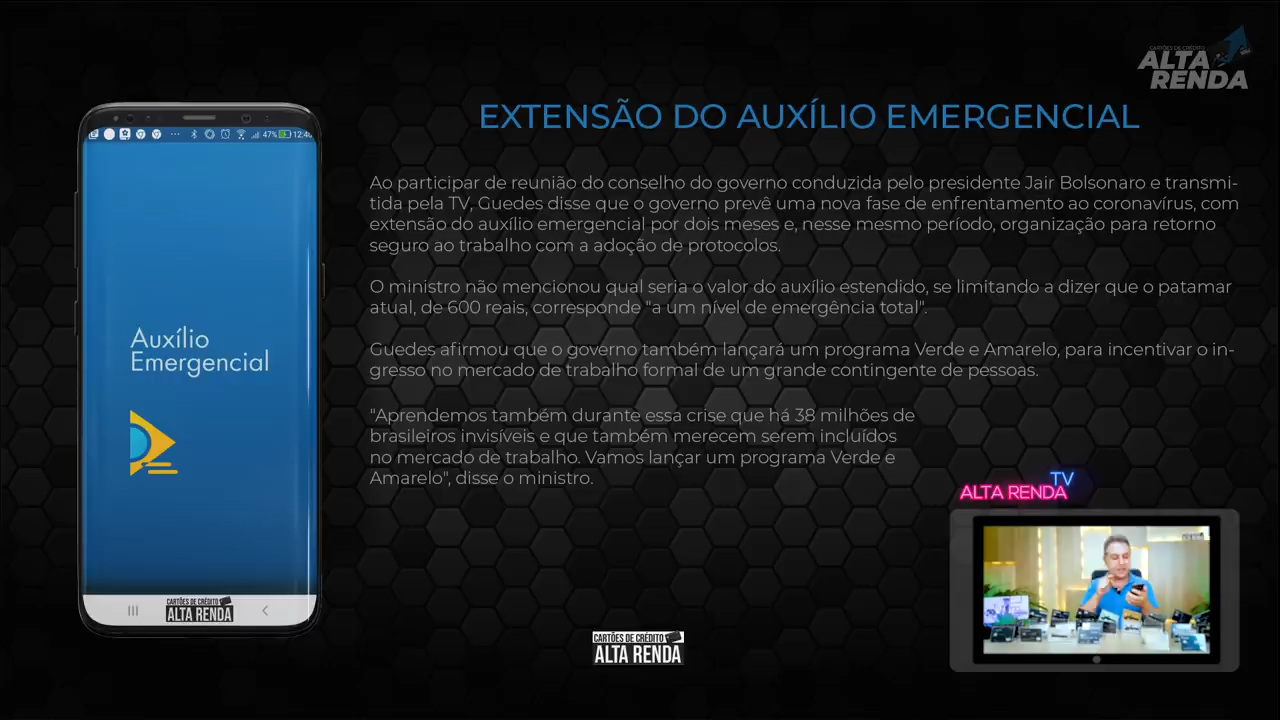 CARTÕES DE CRÉDITO
ALTA
RENDA
EXTENSÃO DO AUXÍLIO EMERGENCIAL
47% 12:40
Ao participar de reunião do conselho do governo conduzida pelo presidente Jair Bolsonaro e transmi-
tida pela TV, Guedes disse que o governo prevê uma nova fase de enfrentamento ao coronavírus, com
extensão do auxílio emergencial por dois meses e, nesse mesmo período, organização para retorno
seguro ao trabalho com a adoção de protocolos.
O ministro não mencionou qual seria o valor do auxílio estendido, se limitando a dizer que o patamar
atual, de 600 reais, corresponde "a um nível de emergência total".
Guedes afirmou que o governo também lançará um programa Verde e Amarelo, para incentivar o in-
gresso no mercado de trabalho formal de um grande contingente de pessoas.
"Aprendemos também durante essa crise que há 38 milhões de
brasileiros invisíveis e que também merecem serem incluídos
no mercado de trabalho. Vamos lançar um programa Verde e
Amarelo", disse o ministro.
Auxílio
Emergencial
CARTÕES DE CRÉDITO
ALTA RENDA
CARTÕES DE CRÉDITO
ALTA RENDA
TV
ALTA RENDA